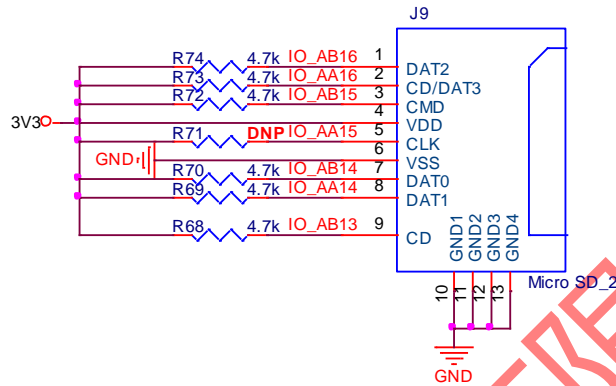 J9
R74 4.7k IO_AB16 1 DAT2
R73 4.7k IO_AA16 2 CD/DAT3
R72 4.7k IO_AB15 3 CMD
3V3 4 VDD
R71 DNP IO_AA15 5 CLK
GND 6 VSS
R70 4.7k IO_AB14 7 DAT0
R69 4.7k IO_AA14 8 DAT1
R68 4.7k IO_AB13 9 CD
GND1 GND2 GND3 GND4
10 11 12 13
Micro SD_2
GND